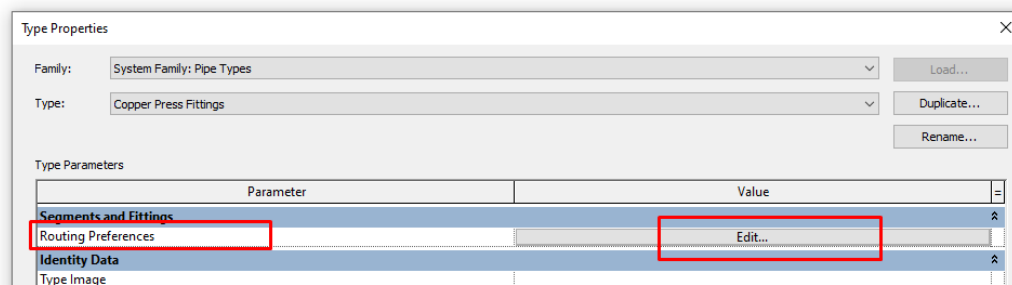 Type Properties
Family: System Family: Pipe Types Load...
Type: Copper Press Fittings Duplicate...
Rename...
Type Parameters
Parameter Value =
Segments and Fittings
Routing Preferences Edit...
Identity Data
Type Image